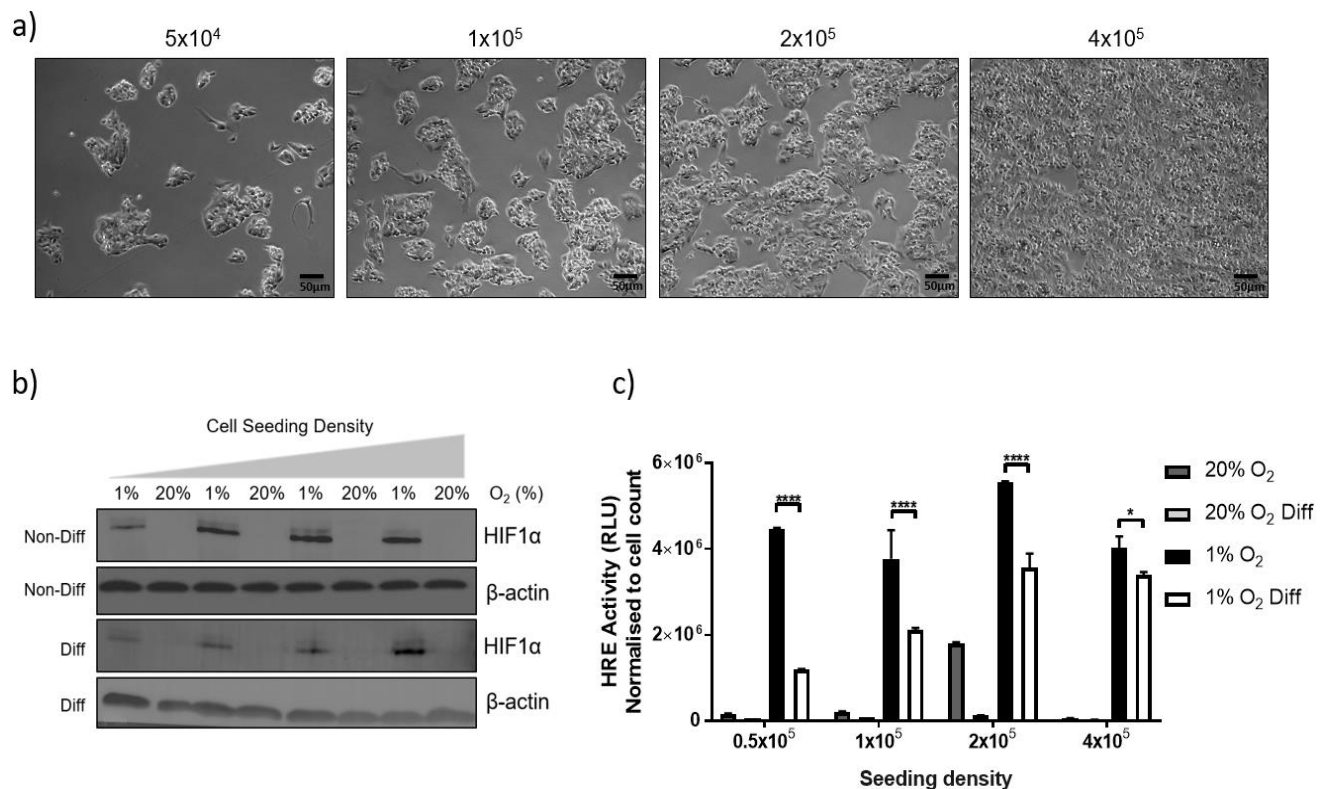 a)
5x10⁴ 1x10⁵ 2x10⁵ 4x10⁵
50µm 50µm 50µm 50µm
b)
Cell Seeding Density
1% 20% 1% 20% 1% 20% 1% 20% O₂ (%)
Non-Diff HIF1α
Non-Diff β-actin
Diff HIF1α
Diff β-actin
c)
HRE Activity (RLU)
Normalised to cell count
6×10⁶
4×10⁶
2×10⁶
0
**** **** **** *
0.5x10⁵ 1x10⁵ 2x10⁵ 4x10⁵
Seeding density
20% O₂
20% O₂ Diff
1% O₂
1% O₂ Diff